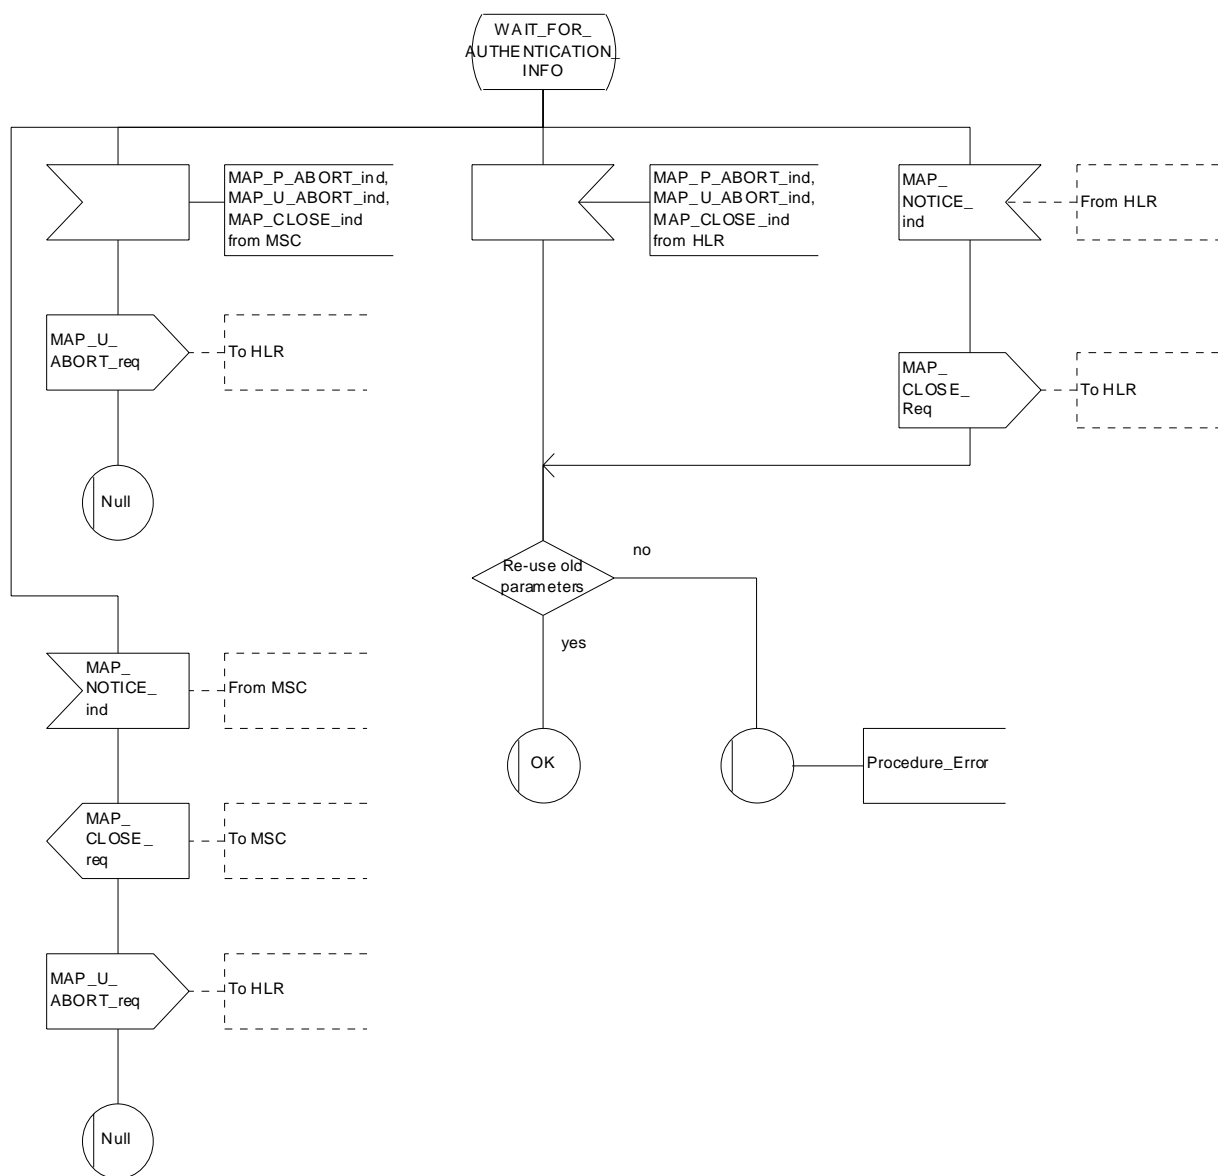 WAIT_FOR_
AUTHENTICATION_
INFO
MAP_P_ABORT_ind,
MAP_U_ABORT_ind,
MAP_CLOSE_ind
from MSC
MAP_P_ABORT_ind,
MAP_U_ABORT_ind,
MAP_CLOSE_ind
from HLR
MAP_
NOTICE_
ind
From HLR
MAP_U_
ABORT_req
To HLR
MAP_
CLOSE_
Req
To HLR
Null
no
Re-use old
parameters
yes
MAP_
NOTICE_
ind
From MSC
OK
Procedure_Error
MAP_
CLOSE_
req
To MSC
MAP_U_
ABORT_req
To HLR
Null